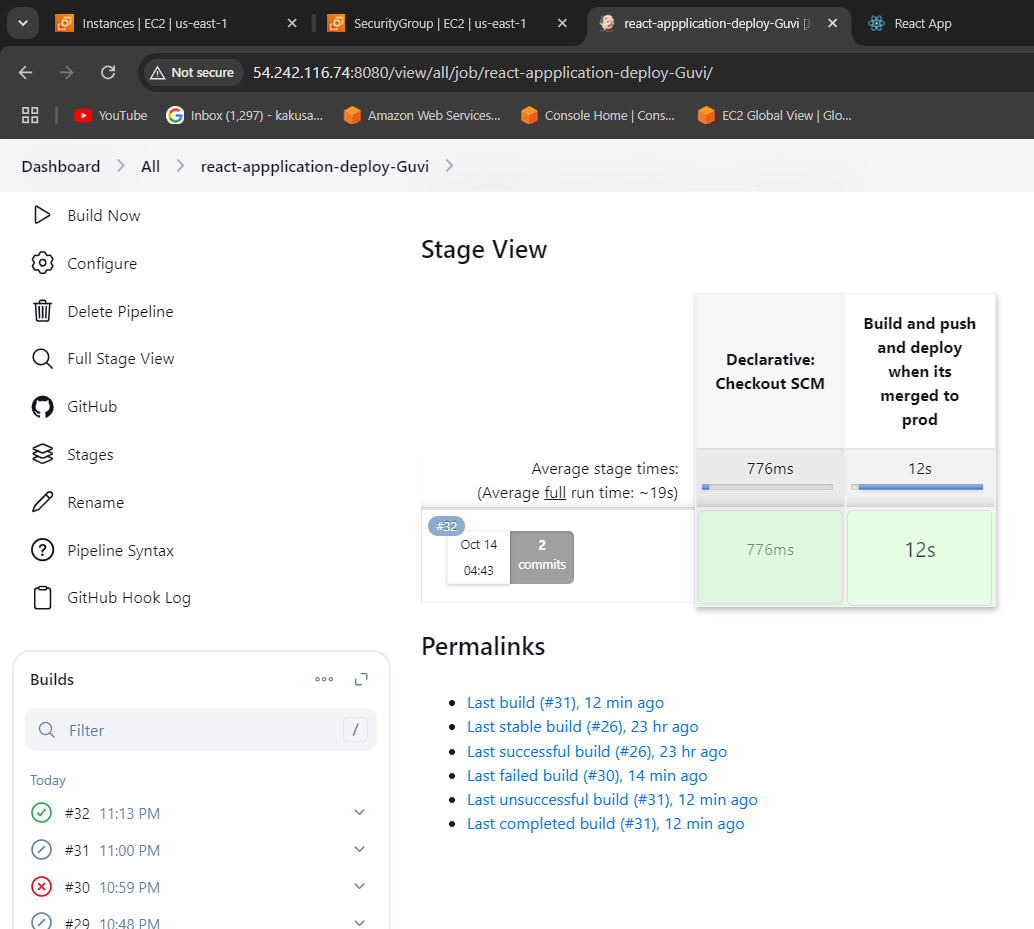 Instances | EC2 | us-east-1
SecurityGroup | EC2 | us-east-1
react-appplication-deploy-Guvi
React App
Not secure
54.242.116.74:8080/view/all/job/react-appplication-deploy-Guvi/
YouTube
Inbox (1,297) - kakusa...
Amazon Web Services...
Console Home | Cons...
EC2 Global View | Glo...
Dashboard
All
react-appplication-deploy-Guvi
Build Now
Configure
Delete Pipeline
Full Stage View
GitHub
Stages
Rename
Pipeline Syntax
GitHub Hook Log
Stage View
Declarative:
Checkout SCM
Build and push
and deploy
when its
merged to
prod
Average stage times:
(Average full run time: ~19s)
776ms
12s
#32
Oct 14
04:43
2
commits
776ms
12s
Permalinks
Last build (#31), 12 min ago
Last stable build (#26), 23 hr ago
Last successful build (#26), 23 hr ago
Last failed build (#30), 14 min ago
Last unsuccessful build (#31), 12 min ago
Last completed build (#31), 12 min ago
Builds
Filter
/
Today
#32 11:13 PM
#31 11:00 PM
#30 10:59 PM
#29 10:48 PM